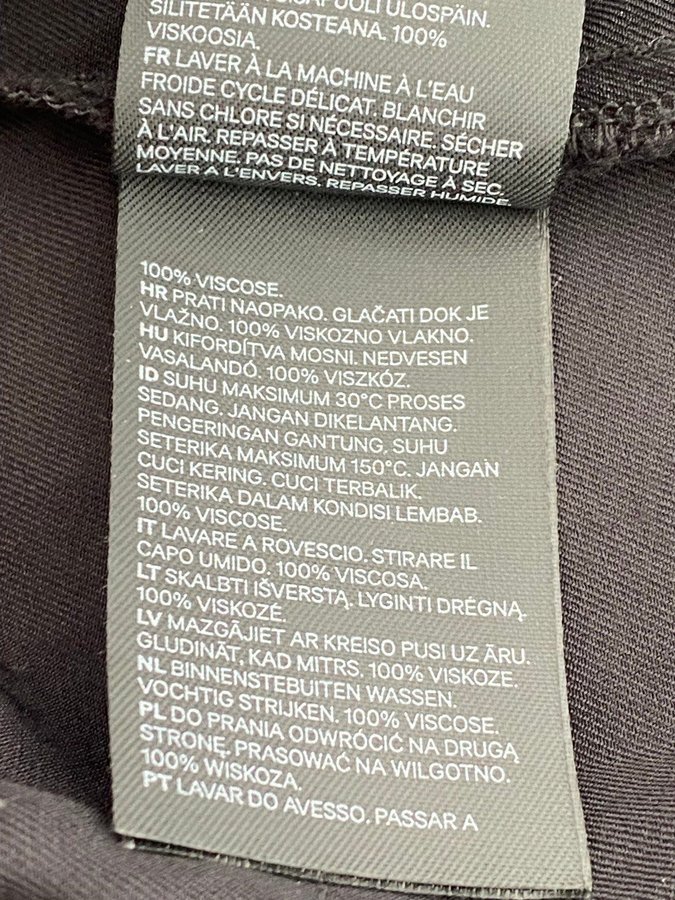 ULOSPÄIN.
SILITETÄÄN KOSTEANA. 100%
VISKOOSIA.
FR LAVER À LA MACHINE À L'EAU
FROIDE CYCLE DÉLICAT. BLANCHIR
SANS CHLORE SI NÉCESSAIRE. SÉCHER
À L'AIR. REPASSER À TEMPÉRATURE
MOYENNE. PAS DE NETTOYAGE À SEC.
LAVER A L'ENVERS. REPASSER HUMIDE.
100% VISCOSE.
HR PRATI NAOPAKO. GLAČATI DOK JE
VLAŽNO. 100% VISKOZNO VLAKNO.
HU KIFORDÍTVA MOSNI. NEDVESEN
VASALANDÓ. 100% VISZKÓZ.
ID SUHU MAKSIMUM 30°C PROSES
SEDANG. JANGAN DIKELANTANG.
PENGERINGAN GANTUNG. SUHU
SETERIKA MAKSIMUM 150°C. JANGAN
CUCI KERING. CUCI TERBALIK.
SETERIKA DALAM KONDISI LEMBAB.
100% VISCOSE.
IT LAVARE A ROVESCIO. STIRARE IL
CAPO UMIDO. 100% VISCOSA.
LT SKALBTI IŠVERSTĄ. LYGINTI DRĖGNĄ.
100% VISKOZĖ.
LV MAZGĀJIET AR KREISO PUSI UZ ĀRU.
GLUDINĀT, KAD MITRS. 100% VISKOZE.
NL BINNENSTEBUITEN WASSEN.
VOCHTIG STRIJKEN. 100% VISCOSE.
PL DO PRANIA ODWRÓCIĆ NA DRUGĄ
STRONĘ. PRASOWAĆ NA WILGOTNO.
100% WISKOZA.
PT LAVAR DO AVESSO. PASSAR A